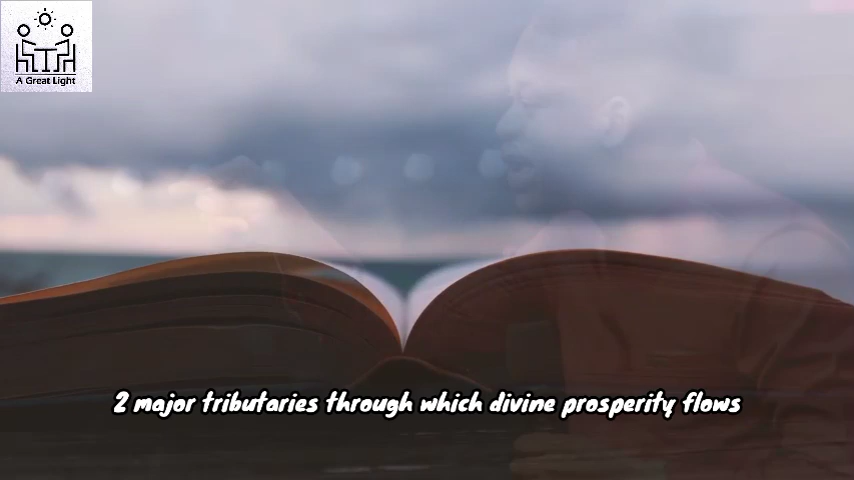 A Great Light
2 major tributaries through which divine prosperity flows